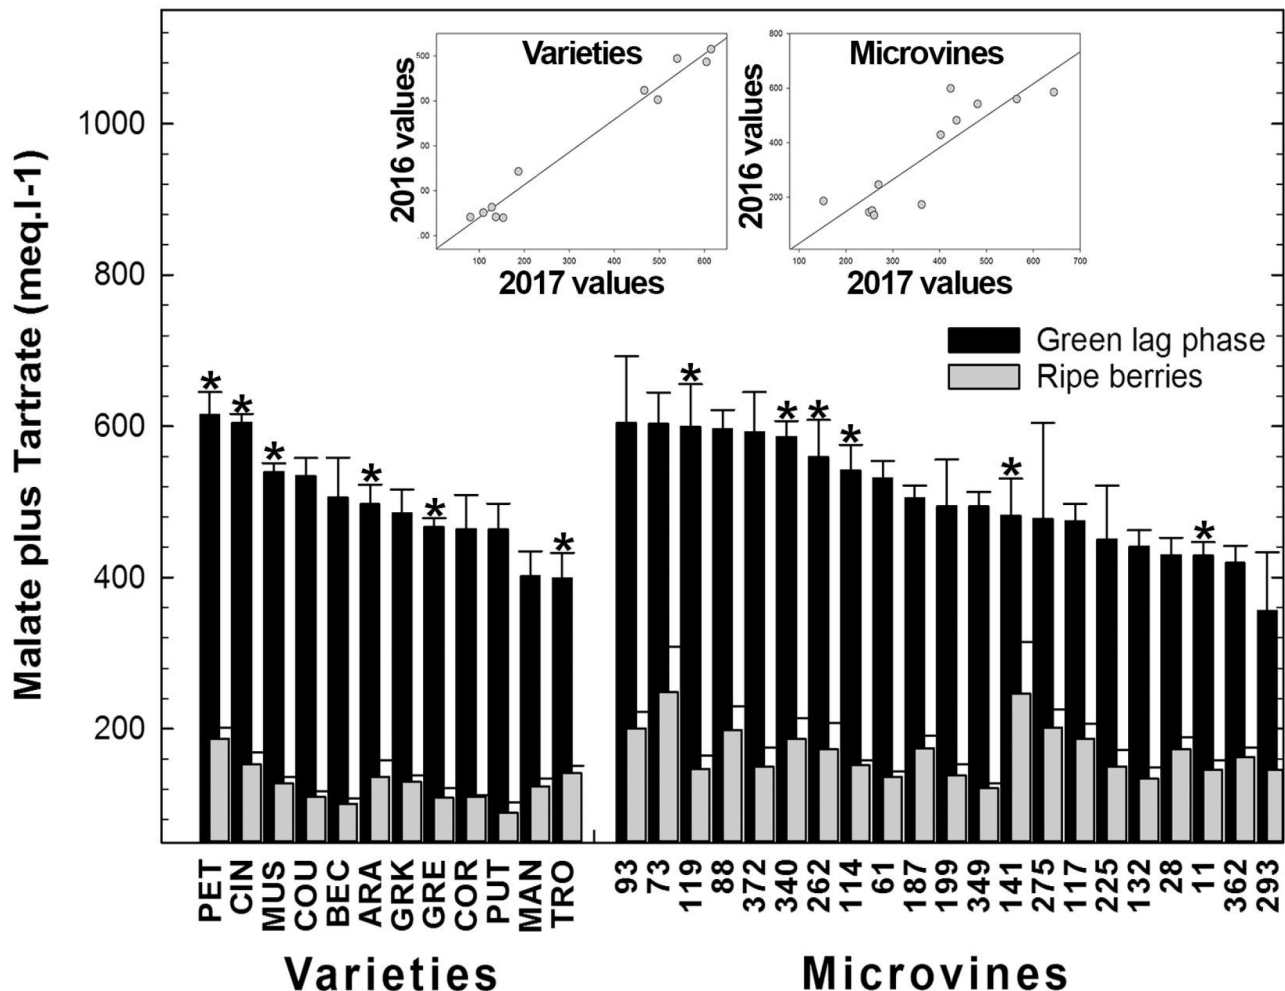 Malate plus Tartrate (meq.l-1)
1000
800
600
400
200
Varieties
2016 values
500
00
00
00
00
100 200 300 400 500 600
2017 values
Microvines
2016 values
800
600
400
200
100 200 300 400 500 600 700
2017 values
Green lag phase
Ripe berries
* * * * * *
* * * * * *
PET CIN MUS COU BEC ARA GRK GRE COR PUT MAN TRO
93 73 119 88 372 340 262 114 61 187 199 349 141 275 117 225 132 28 11 362 293
Varieties
Microvines